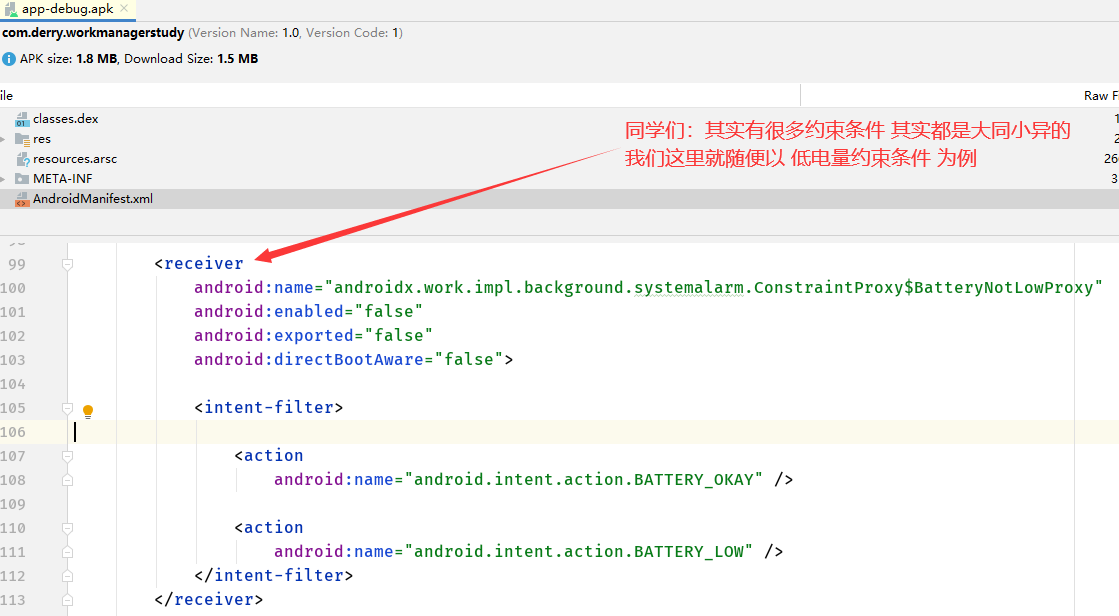 app-debug.apk
com.derry.workmanagerstudy (Version Name: 1.0, Version Code: 1)
APK size: 1.8 MB, Download Size: 1.5 MB
ile Raw F
classes.dex 1
res 2
resources.arsc 26
META-INF 3
AndroidManifest.xml
同学们：其实有很多约束条件 其实都是大同小异的
我们这里就随便以 低电量约束条件 为例
98
99 <receiver
100 android:name="androidx.work.impl.background.systemalarm.ConstraintProxy$BatteryNotLowProxy"
101 android:enabled="false"
102 android:exported="false"
103 android:directBootAware="false">
104
105 <intent-filter>
106
107 <action
108 android:name="android.intent.action.BATTERY_OKAY" />
109
110 <action
111 android:name="android.intent.action.BATTERY_LOW" />
112 </intent-filter>
113 </receiver>